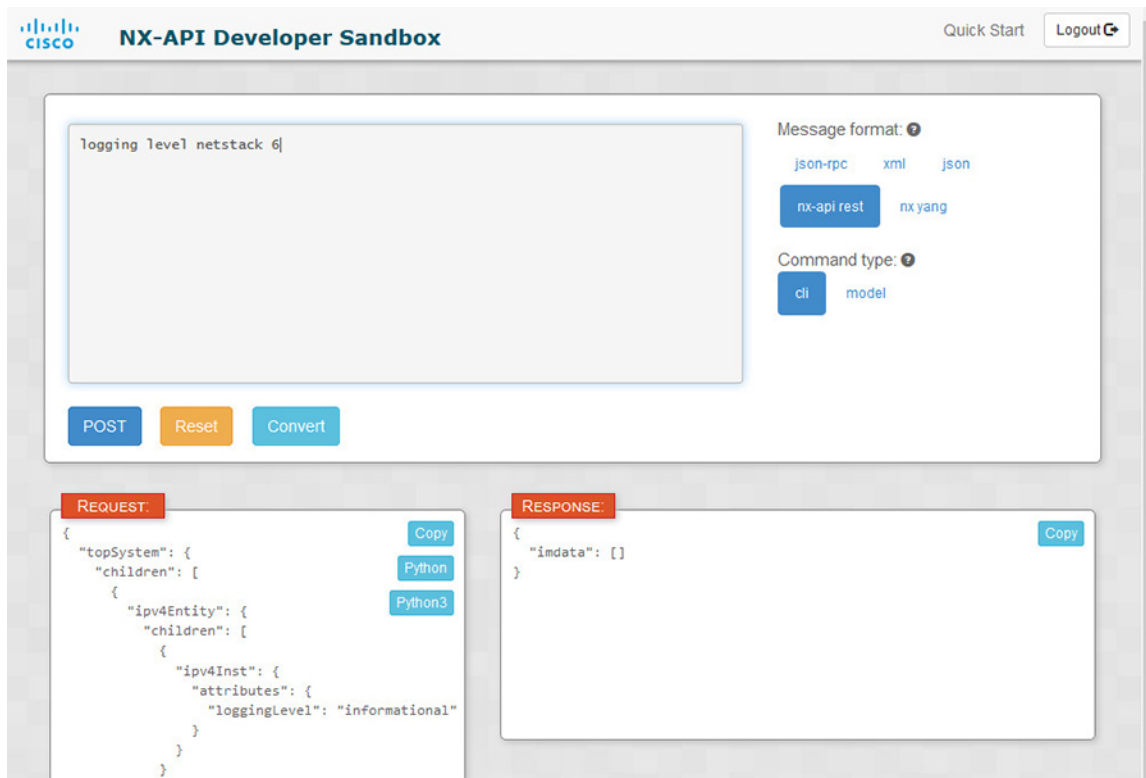 CISCO
NX-API Developer Sandbox
Quick Start
Logout
logging level netstack 6
Message format:
json-rpc xml json
nx-api rest nx yang
Command type:
cli model
POST Reset Convert
REQUEST:
Copy
Python
Python3
{
"topSystem": {
"children": [
{
"ipv4Entity": {
"children": [
{
"ipv4Inst": {
"attributes": {
"loggingLevel": "informational"
}
}
}
RESPONSE:
Copy
{
"imdata": []
}